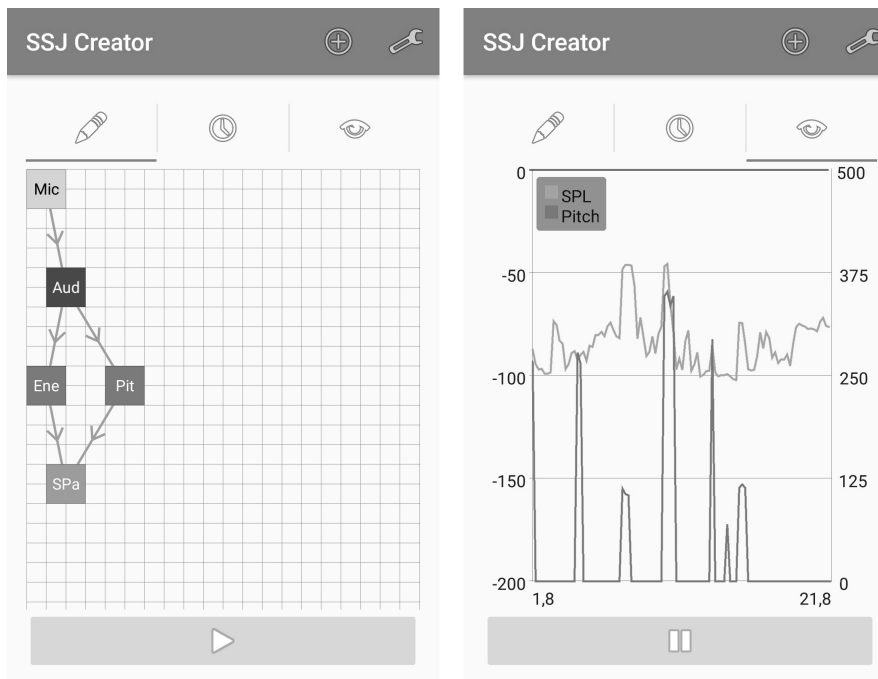 SSJ Creator
Mic
Aud
Ene Pit
SPa
SSJ Creator
0 500
SPL
Pitch
-50 375
-100 250
-150 125
-200 0
1,8 21,8